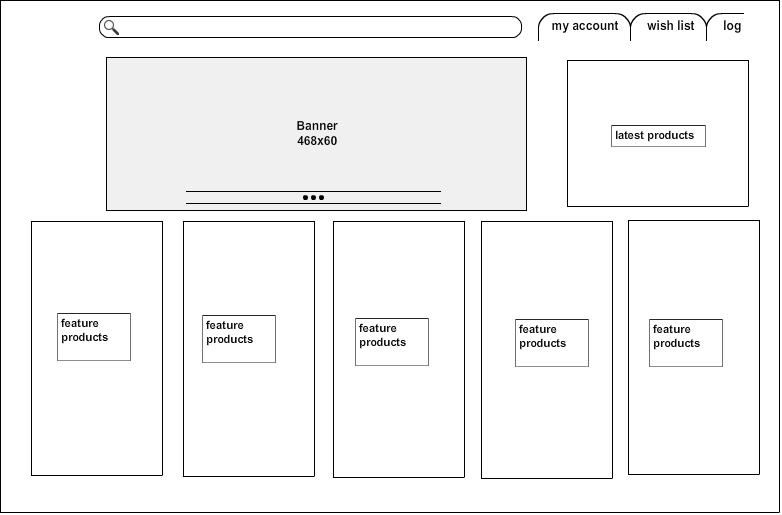 my account
wish list
log
Banner
468x60
latest products
feature
products
feature
products
feature
products
feature
products
feature
products